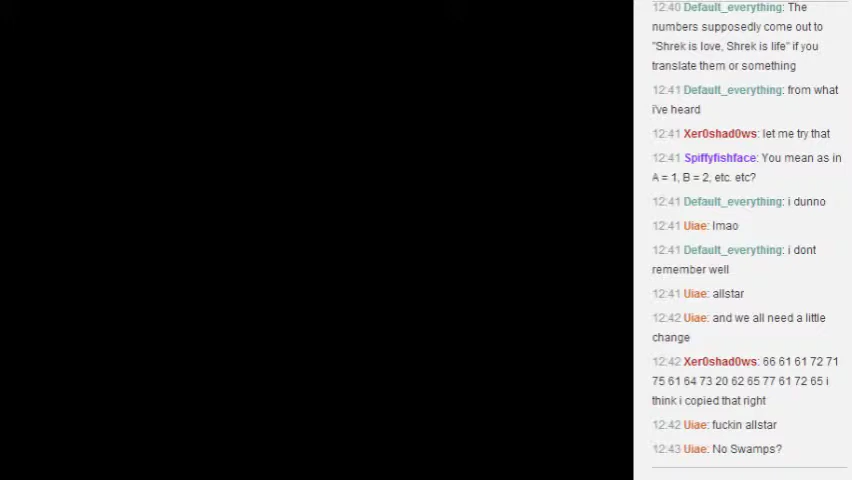 12:40 Default_everything: The
numbers supposedly come out to
"Shrek is love, Shrek is life" if you
translate them or something
12:41 Default_everything: from what
i've heard
12:41 Xer0shad0ws: let me try that
12:41 Spiffyfishface: You mean as in
A = 1, B = 2, etc. etc?
12:41 Default_everything: i dunno
12:41 Uiae: lmao
12:41 Default_everything: i dont
remember well
12:41 Uiae: allstar
12:42 Uiae: and we all need a little
change
12:42 Xer0shad0ws: 66 61 61 72 71
75 61 64 73 20 62 65 77 61 72 65 i
think i copied that right
12:42 Uiae: fuckin allstar
12:43 Uiae: No Swamps?